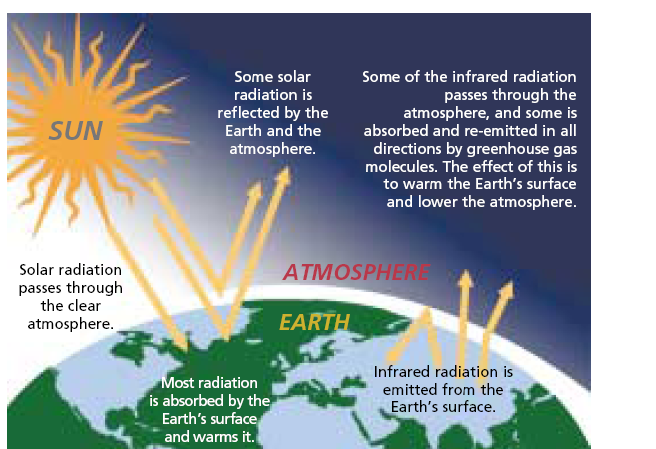 SUN
Some solar
radiation is
reflected by the
Earth and the
atmosphere.
Some of the infrared radiation
passes through the
atmosphere, and some is
absorbed and re-emitted in all
directions by greenhouse gas
molecules. The effect of this is
to warm the Earth's surface
and lower the atmosphere.
Solar radiation
passes through
the clear
atmosphere.
ATMOSPHERE
EARTH
Most radiation
is absorbed by the
Earth's surface
and warms it.
Infrared radiation is
emitted from the
Earth's surface.